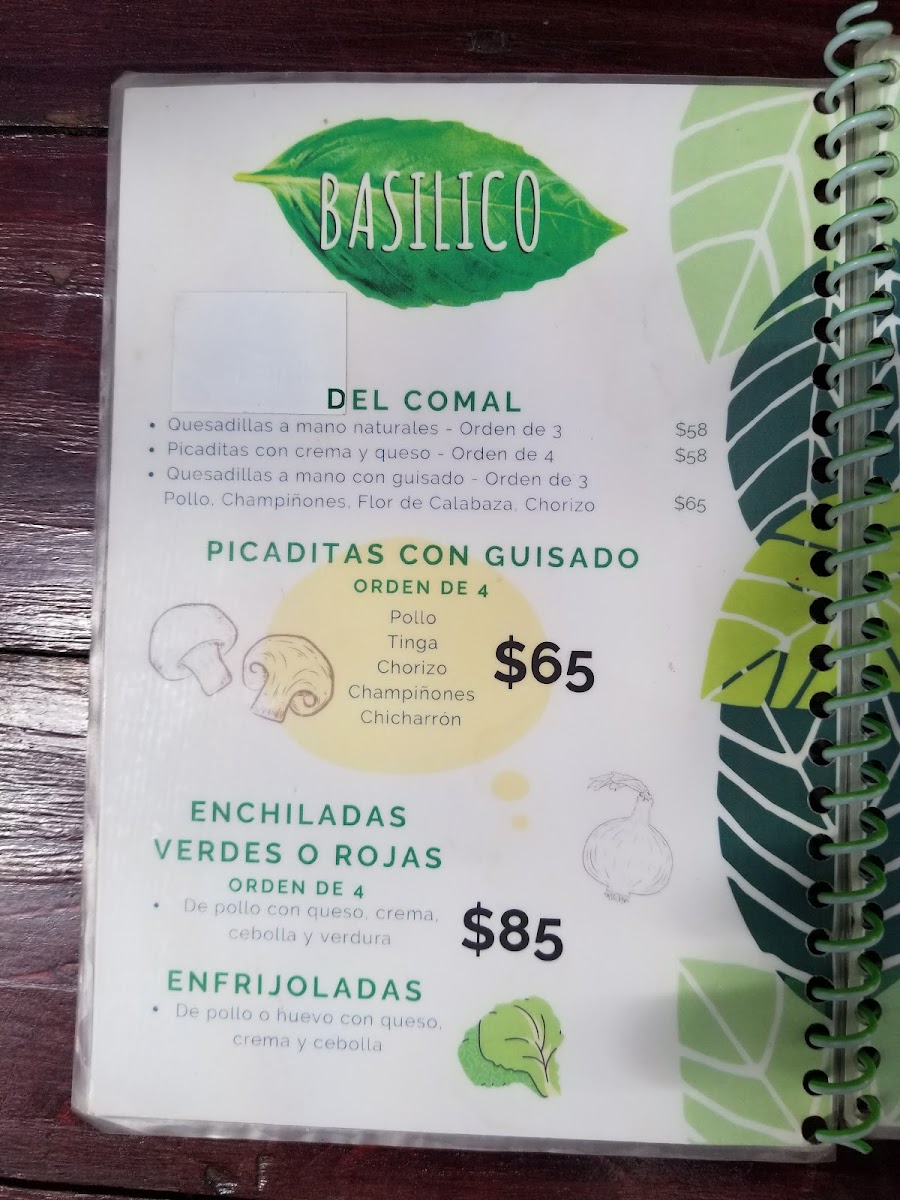 BASILICO
DEL COMAL
• Quesadillas a mano naturales - Orden de 3 $58
• Picaditas con crema y queso - Orden de 4 $58
• Quesadillas a mano con guisado - Orden de 3
Pollo, Champiñones, Flor de Calabaza, Chorizo $65
PICADITAS CON GUISADO
ORDEN DE 4
Pollo
Tinga
Chorizo
Champiñones
Chicharrón
$65
ENCHILADAS
VERDES O ROJAS
ORDEN DE 4
• De pollo con queso, crema,
cebolla y verdura
$85
ENFRIJOLADAS
• De pollo o huevo con queso,
crema y cebolla